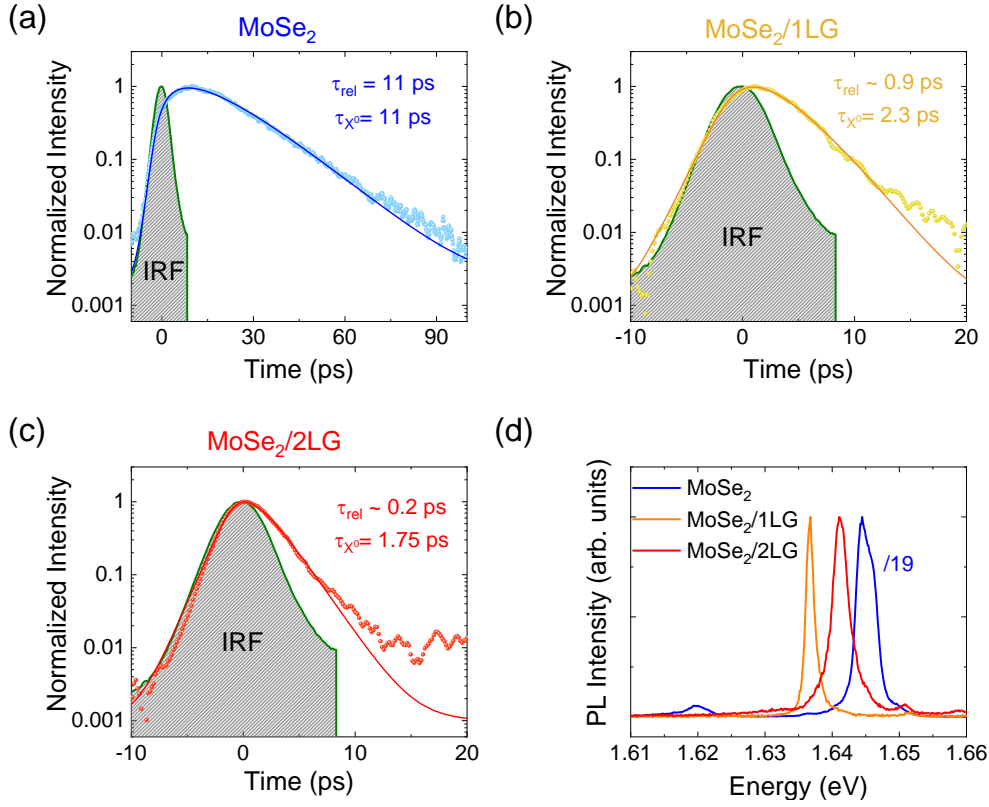 (a)
MoSe₂
τrel = 11 ps
τX⁰= 11 ps
IRF
Normalized Intensity
1
0.1
0.01
0.001
0
30
60
90
Time (ps)
(b)
MoSe₂/1LG
τrel ~ 0.9 ps
τX⁰= 2.3 ps
IRF
Normalized Intensity
1
0.1
0.01
0.001
-10
0
10
20
Time (ps)
(c)
MoSe₂/2LG
τrel ~ 0.2 ps
τX⁰= 1.75 ps
IRF
Normalized Intensity
1
0.1
0.01
0.001
-10
0
10
20
Time (ps)
(d)
MoSe₂
MoSe₂/1LG
MoSe₂/2LG
/19
PL Intensity (arb. units)
1.61
1.62
1.63
1.64
1.65
1.66
Energy (eV)